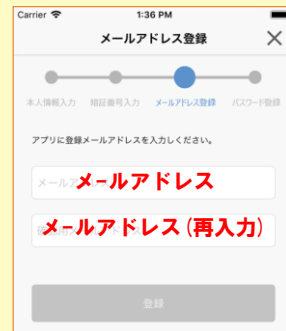 Carrier 1:36 PM
メールアドレス登録
本人情報入力 暗証番号入力 メールアドレス登録 パスワード登録
アプリに登録メールアドレスを入力しください。
メールアドレス
メールアドレス(再入力)
登録